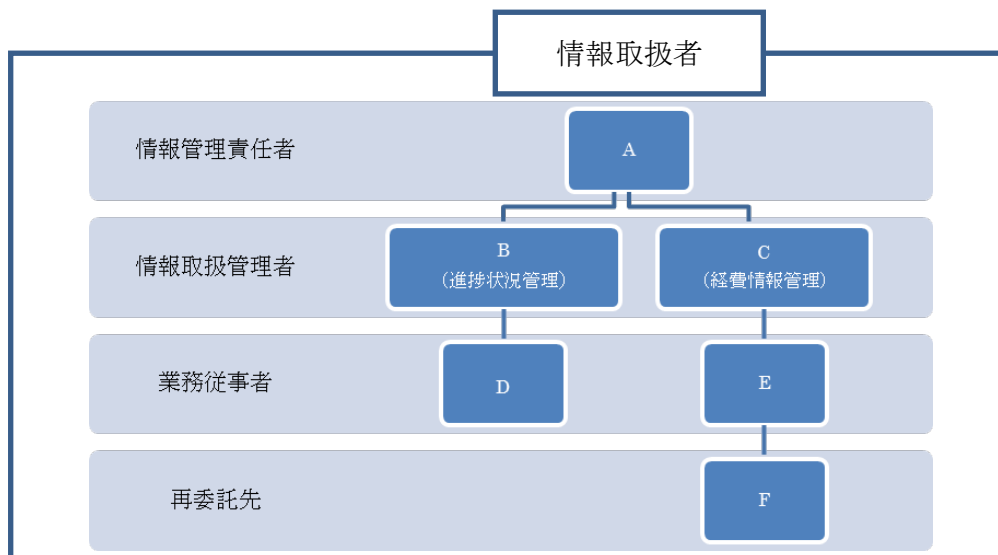 情報取扱者
情報管理責任者
A
情報取扱管理者
B
（進捗状況管理）
C
（経費情報管理）
業務従事者
D
E
再委託先
F